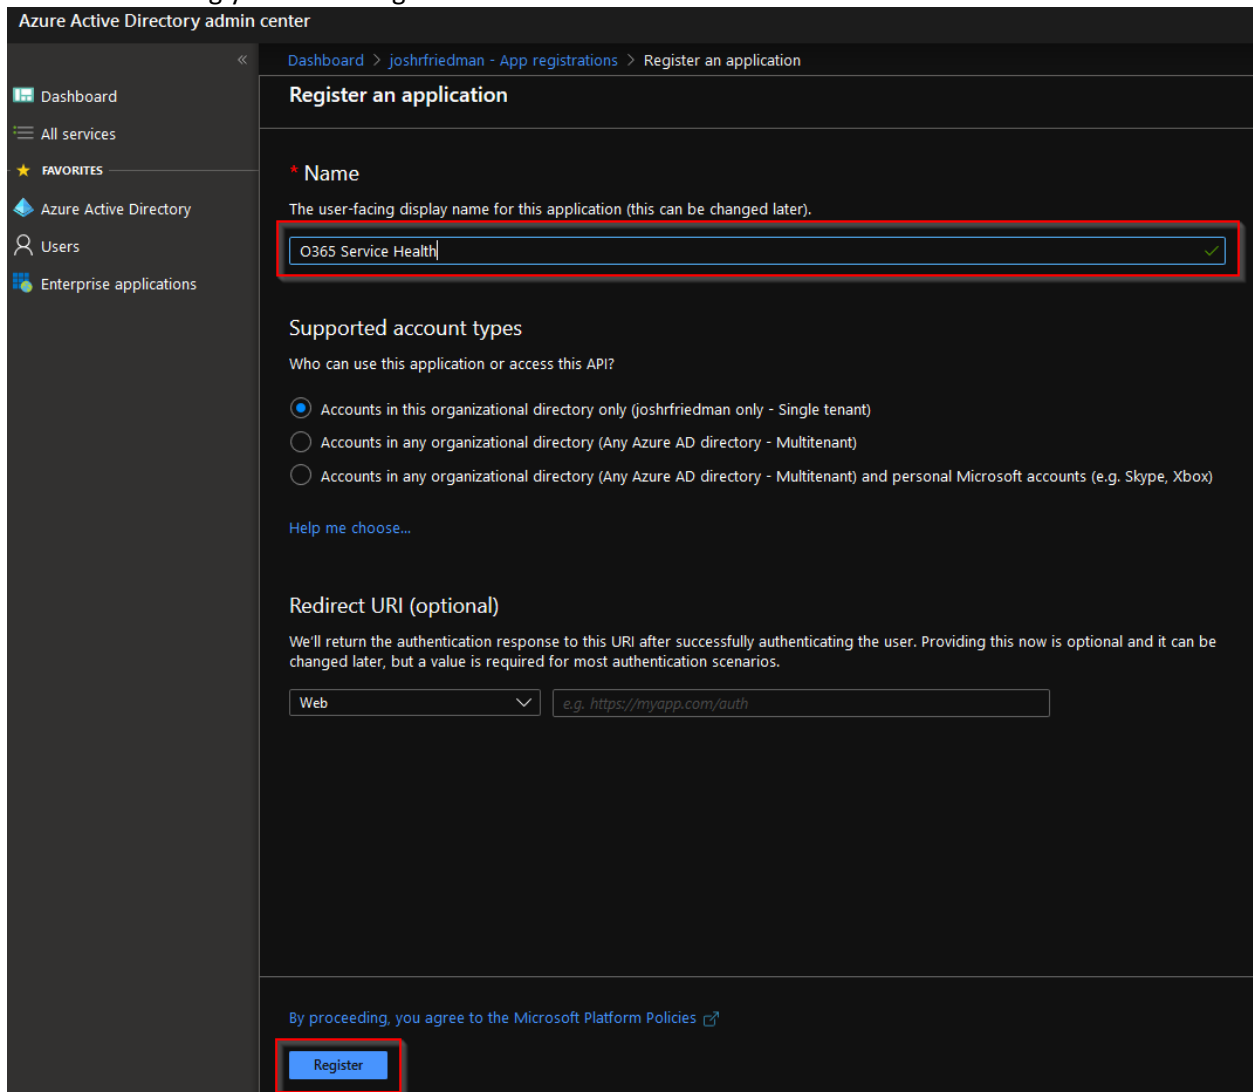 Azure Active Directory admin center
«
Dashboard > joshrfriedman - App registrations > Register an application
Dashboard
All services
FAVORITES
Azure Active Directory
Users
Enterprise applications
Register an application
* Name
The user-facing display name for this application (this can be changed later).
O365 Service Health
Supported account types
Who can use this application or access this API?
Accounts in this organizational directory only (joshrfriedman only - Single tenant)
Accounts in any organizational directory (Any Azure AD directory - Multitenant)
Accounts in any organizational directory (Any Azure AD directory - Multitenant) and personal Microsoft accounts (e.g. Skype, Xbox)
Help me choose...
Redirect URI (optional)
We'll return the authentication response to this URI after successfully authenticating the user. Providing this now is optional and it can be
changed later, but a value is required for most authentication scenarios.
Web
e.g. https://myapp.com/auth
By proceeding, you agree to the Microsoft Platform Policies
Register